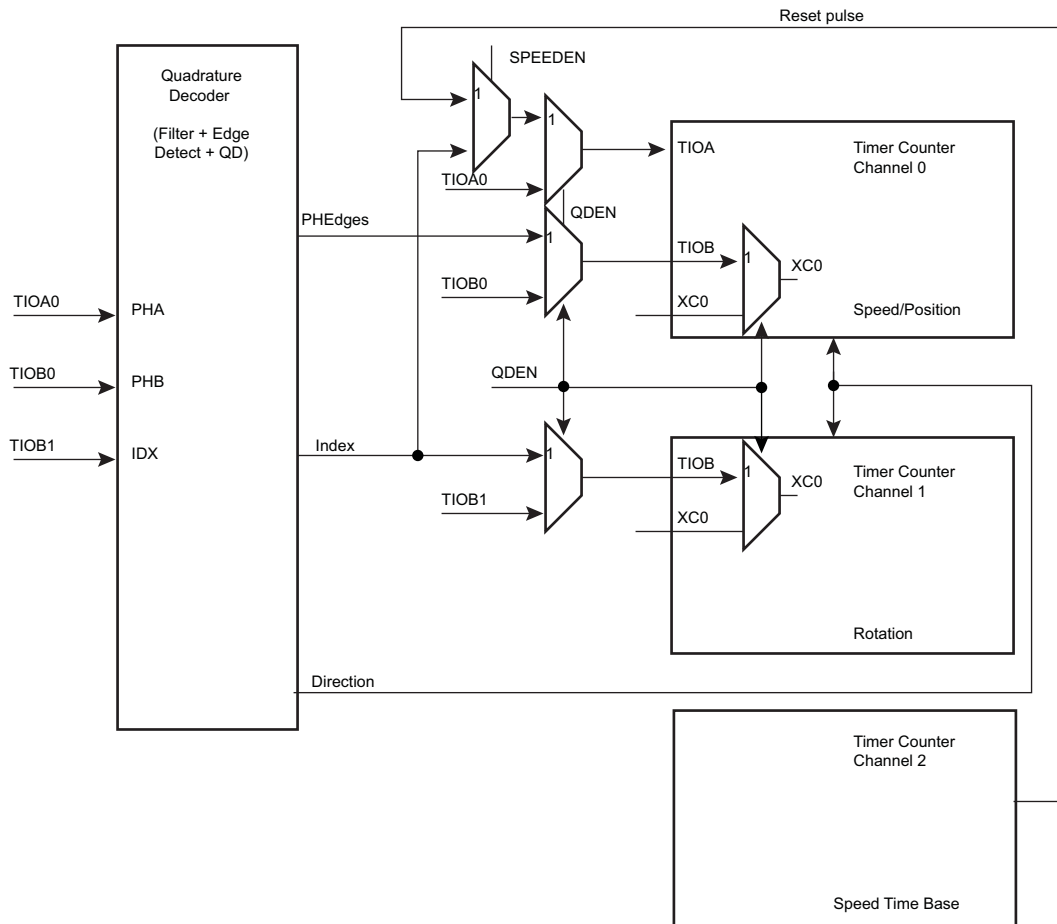 Reset pulse
SPEEDEN
Quadrature
Decoder
(Filter + Edge
Detect + QD)
1
1
TIOA
Timer Counter
Channel 0
TIOA0
QDEN
PHEdges
1
TIOB
1
XC0
TIOB0
XC0
Speed/Position
TIOA0
PHA
TIOB0
PHB
QDEN
TIOB1
IDX
Index
1
TIOB
1
XC0
Timer Counter
Channel 1
TIOB1
XC0
Rotation
Direction
Timer Counter
Channel 2
Speed Time Base